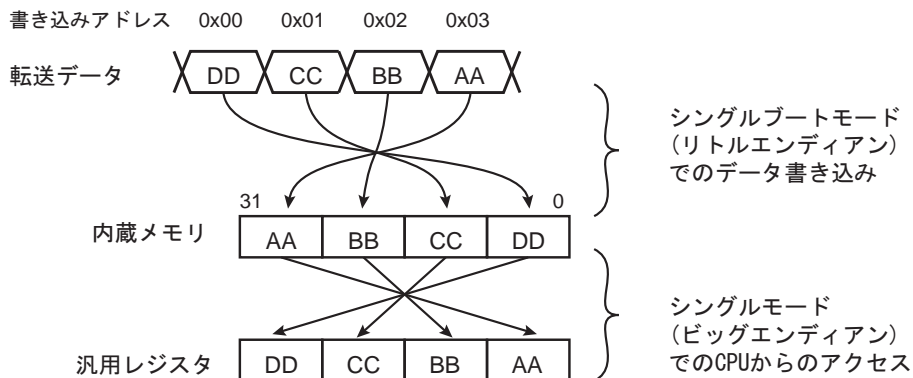 書き込みアドレス 0x00 0x01 0x02 0x03
転送データ DD CC BB AA
シングルブートモード
(リトルエンディアン)
でのデータ書き込み
31 0
内蔵メモリ AA BB CC DD
シングルモード
(ビッグエンディアン)
でのCPUからのアクセス
汎用レジスタ DD CC BB AA